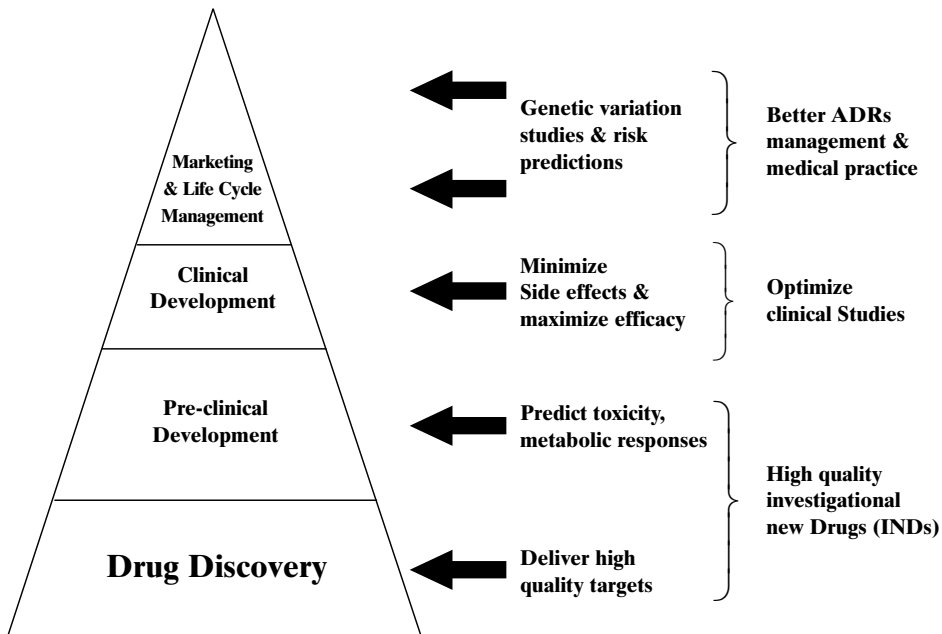 Marketing
& Life Cycle
Management
Genetic variation
studies & risk
predictions
Better ADRs
management &
medical practice
Clinical
Development
Minimize
Side effects &
maximize efficacy
Optimize
clinical Studies
Pre-clinical
Development
Predict toxicity,
metabolic responses
High quality
investigational
new Drugs (INDs)
Drug Discovery
Deliver high
quality targets